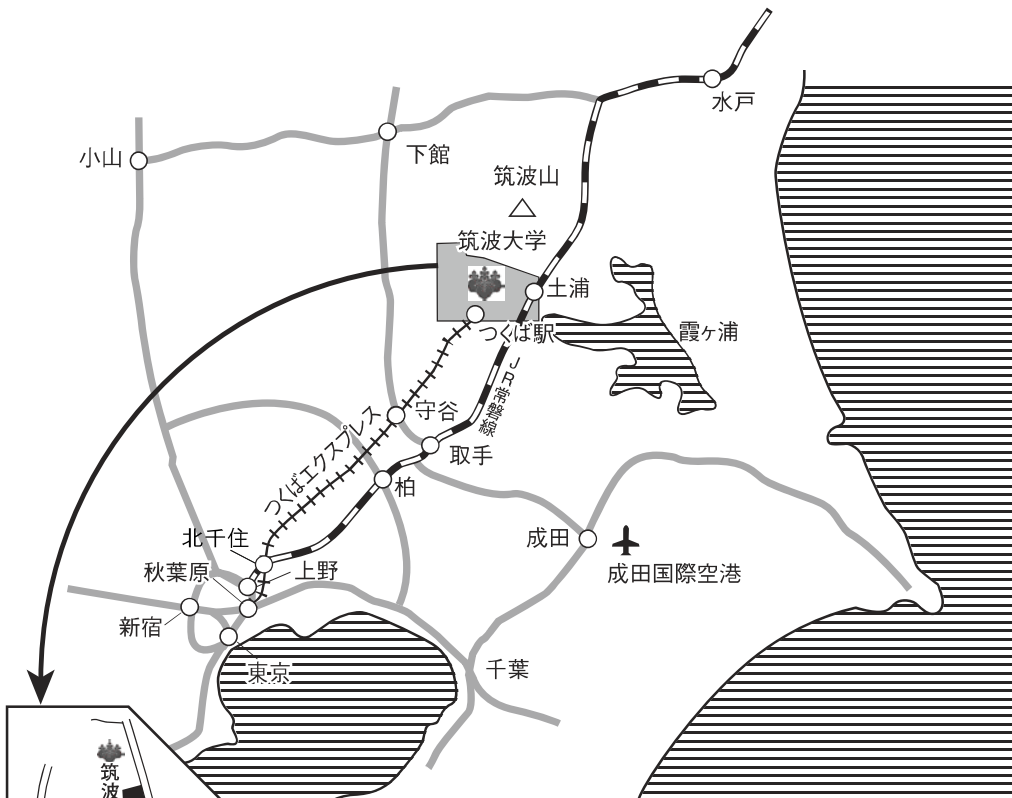 水戸
小山
下館
筑波山
筑波大学
土浦
つくば駅
霞ヶ浦
JR常磐線
守谷
つくばエクスプレス
取手
柏
北千住
成田
秋葉原
上野
成田国際空港
新宿
東京
千葉
筑波